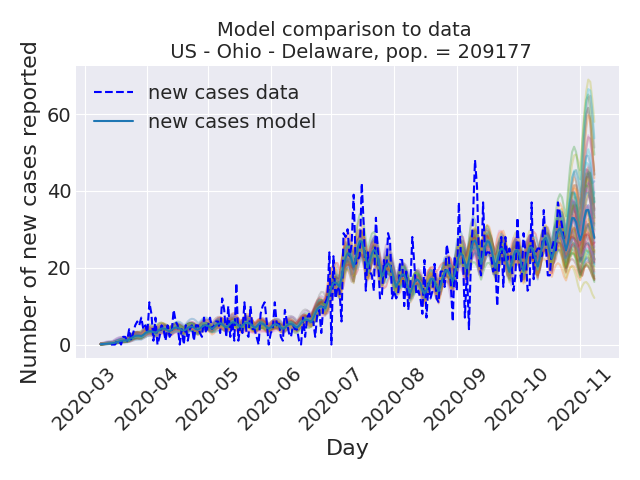 Model comparison to data
US - Ohio - Delaware, pop. = 209177
Number of new cases reported
60
40
20
0
new cases data
new cases model
2020-03
2020-04
2020-05
2020-06
2020-07
2020-08
2020-09
2020-10
2020-11
Day